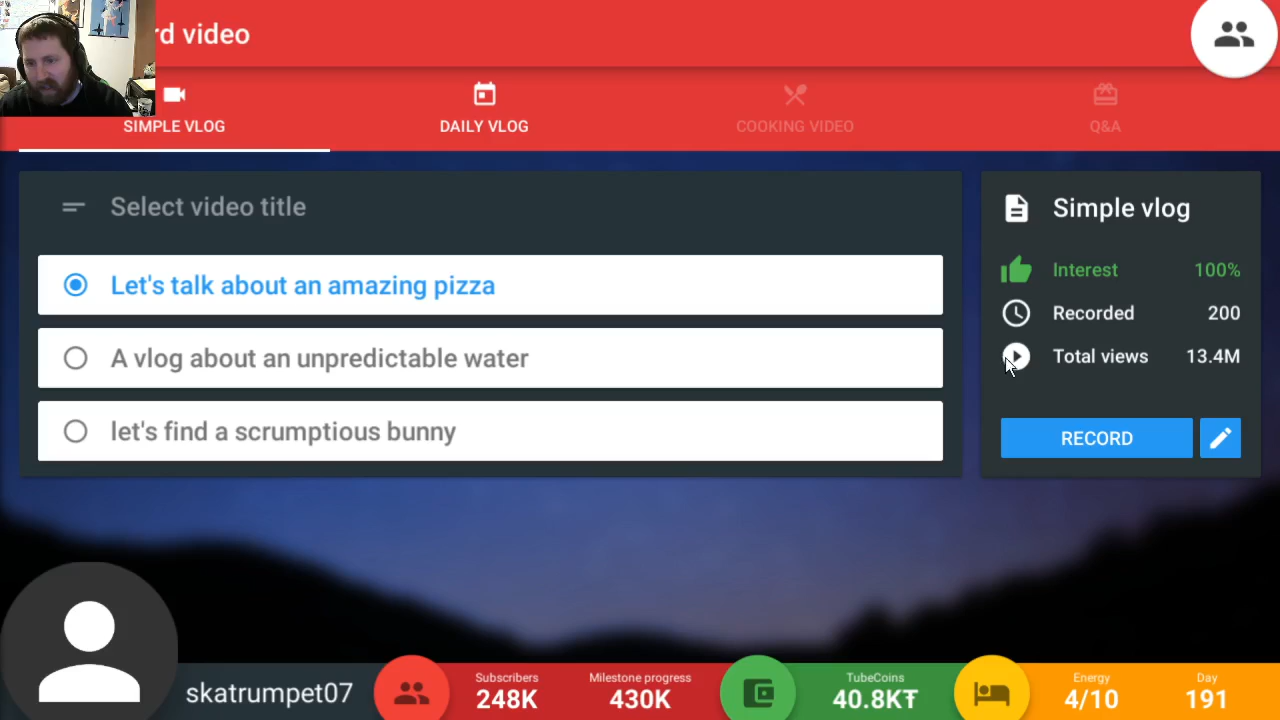 rd video
SIMPLE VLOG
DAILY VLOG
COOKING VIDEO
Q&A
Select video title
Let's talk about an amazing pizza
A vlog about an unpredictable water
let's find a scrumptious bunny
Simple vlog
Interest 100%
Recorded 200
Total views 13.4M
RECORD
skatrumpet07
Subscribers
248K
Milestone progress
430K
TubeCoins
40.8KŦ
Energy
4/10
Day
191